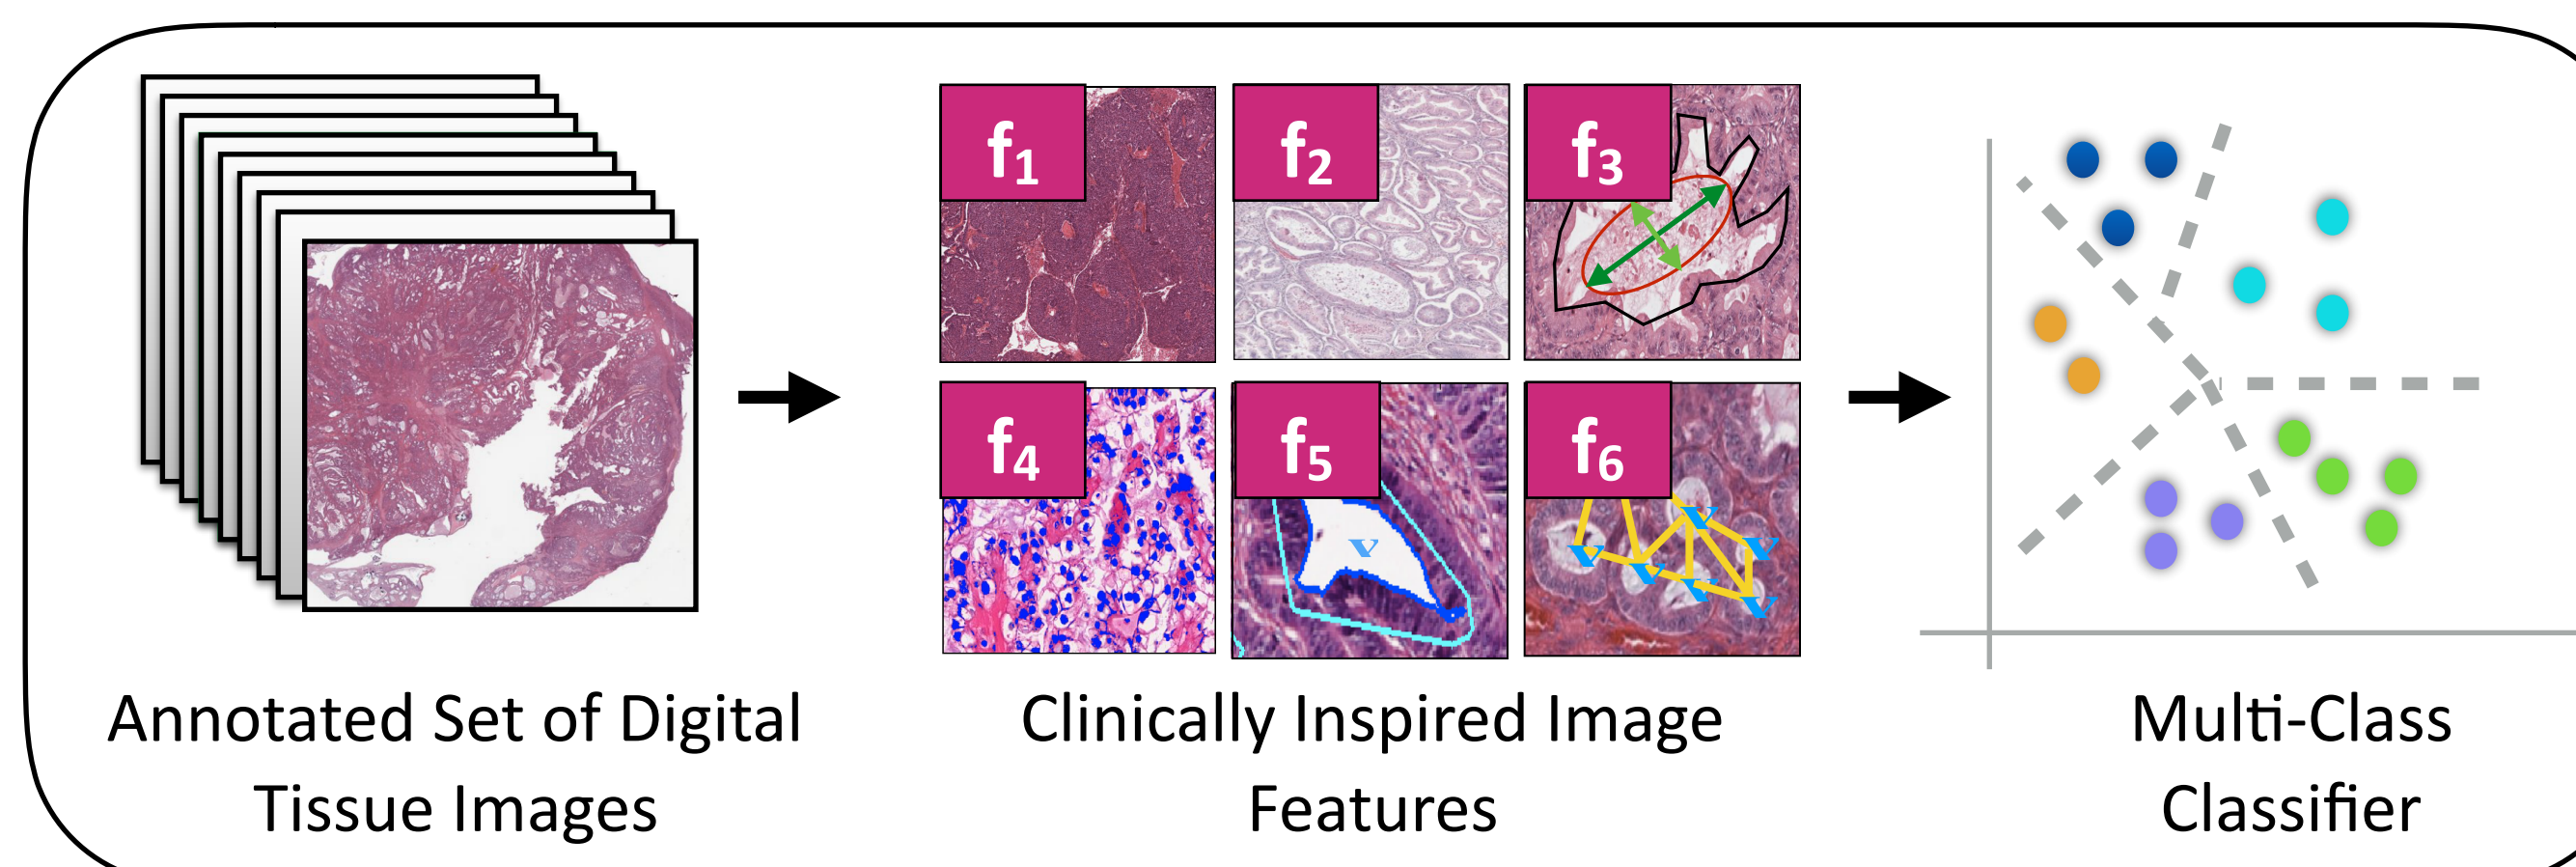 f1
f2
f3
f4
f5
v
f6
v
v
v
v
v
v
Annotated Set of Digital
Tissue Images
Clinically Inspired Image
Features
Multi-Class
Classifier